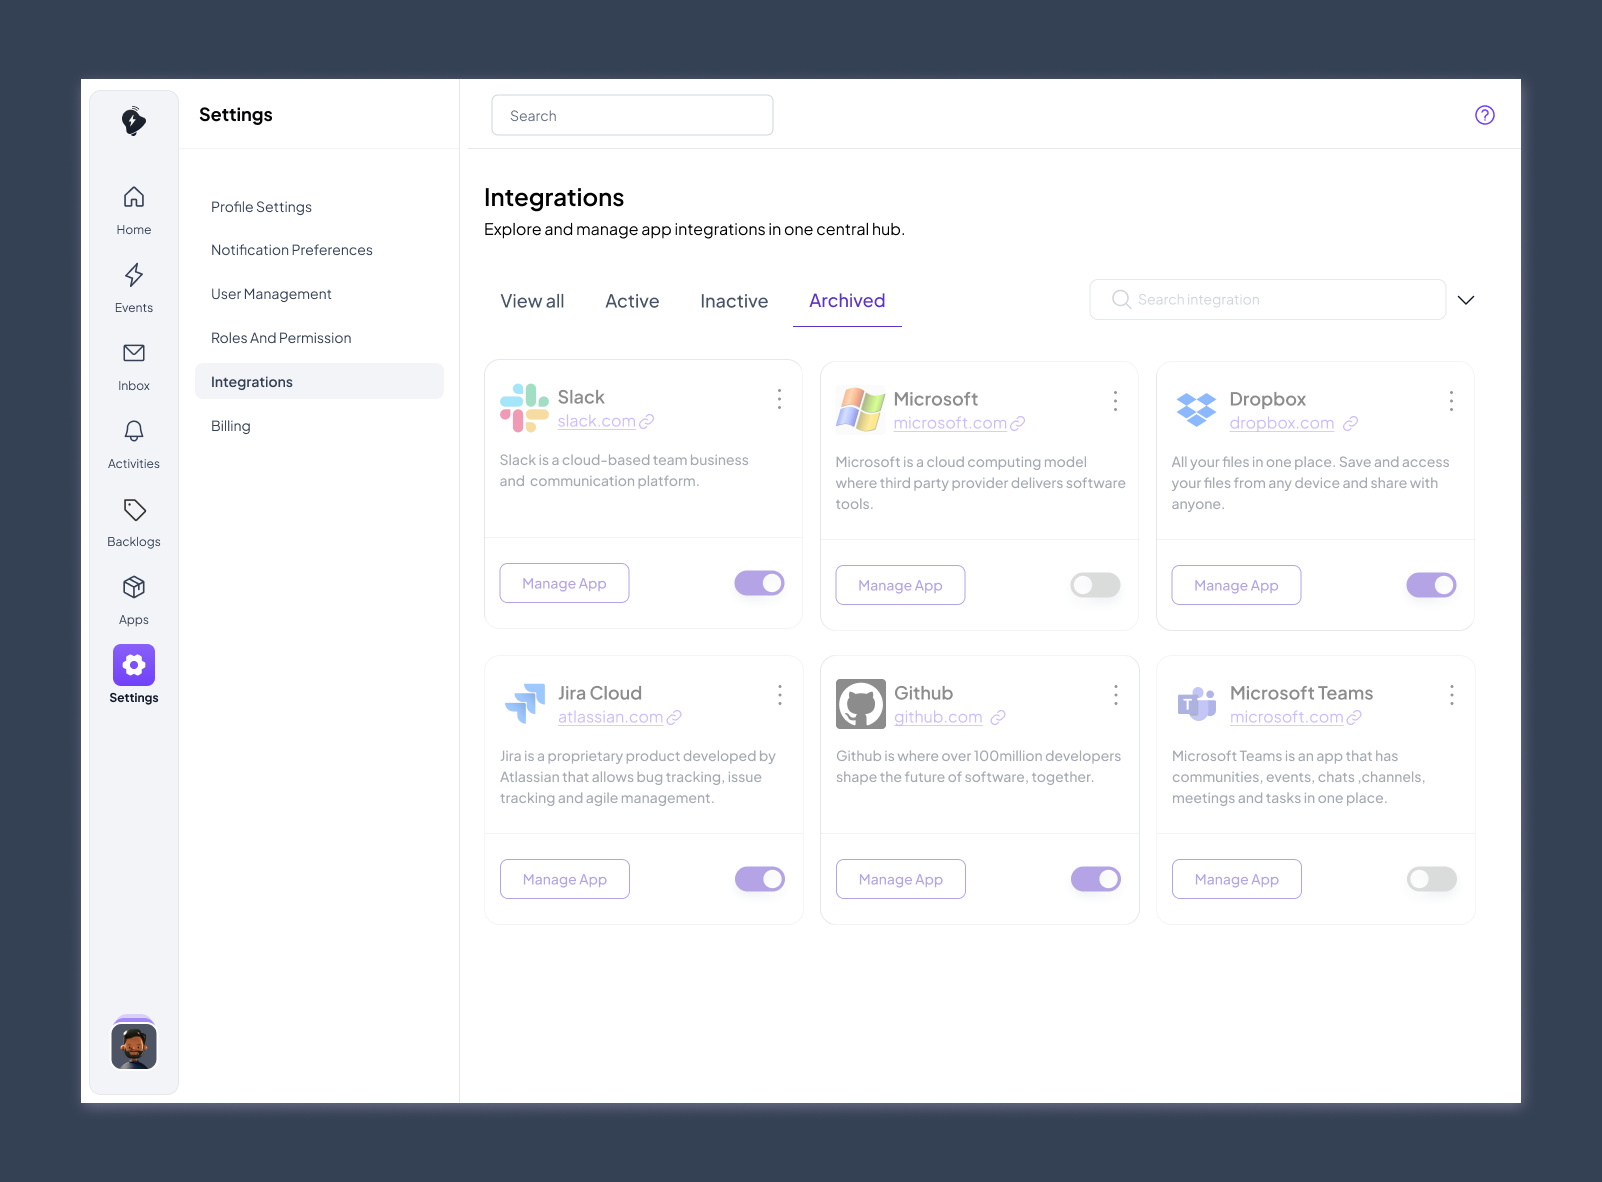 Settings
Search
Home
Events
Inbox
Activities
Backlogs
Apps
Settings
Profile Settings
Notification Preferences
User Management
Roles And Permission
Integrations
Billing
Integrations
Explore and manage app integrations in one central hub.
View all
Active
Inactive
Archived
Search integration
Slack
slack.com
Slack is a cloud-based team business
and communication platform.
Manage App
Microsoft
microsoft.com
Microsoft is a cloud computing model
where third party provider delivers software
tools.
Manage App
Dropbox
dropbox.com
All your files in one place. Save and access
your files from any device and share with
anyone.
Manage App
Jira Cloud
atlassian.com
Jira is a proprietary product developed by
Atlassian that allows bug tracking, issue
tracking and agile management.
Manage App
Github
github.com
Github is where over 100million developers
shape the future of software, together.
Manage App
T
Microsoft Teams
microsoft.com
Microsoft Teams is an app that has
communities, events, chats ,channels,
meetings and tasks in one place.
Manage App